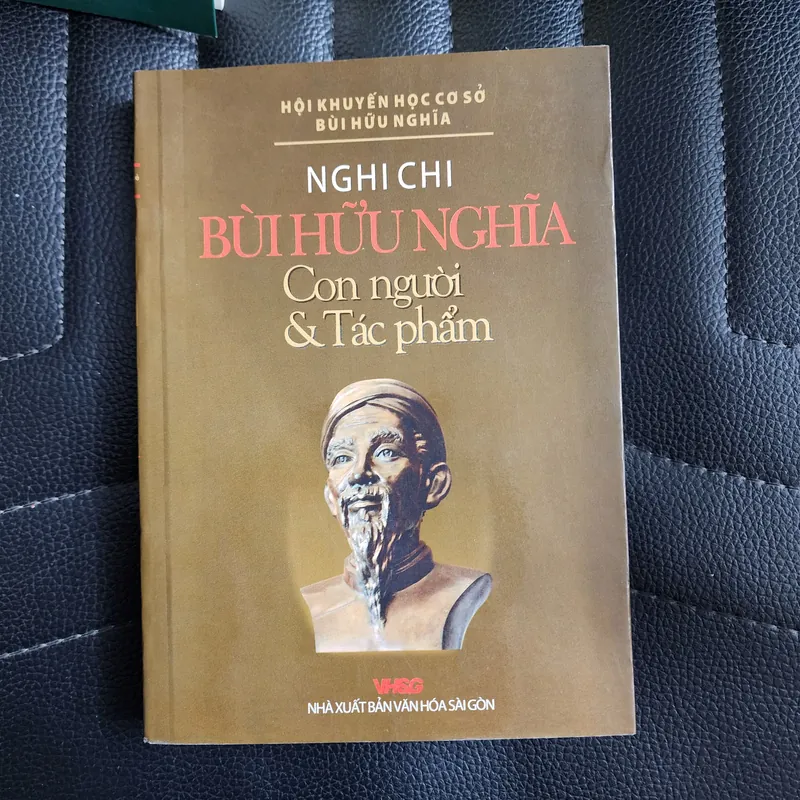 HỘI KHUYẾN HỌC CƠ SỞ
BÙI HỮU NGHĨA
NGHI CHI
BÙI HỮU NGHĨA
Con người
& Tác phẩm
VHSG
NHÀ XUẤT BẢN VĂN HÓA SÀI GÒN